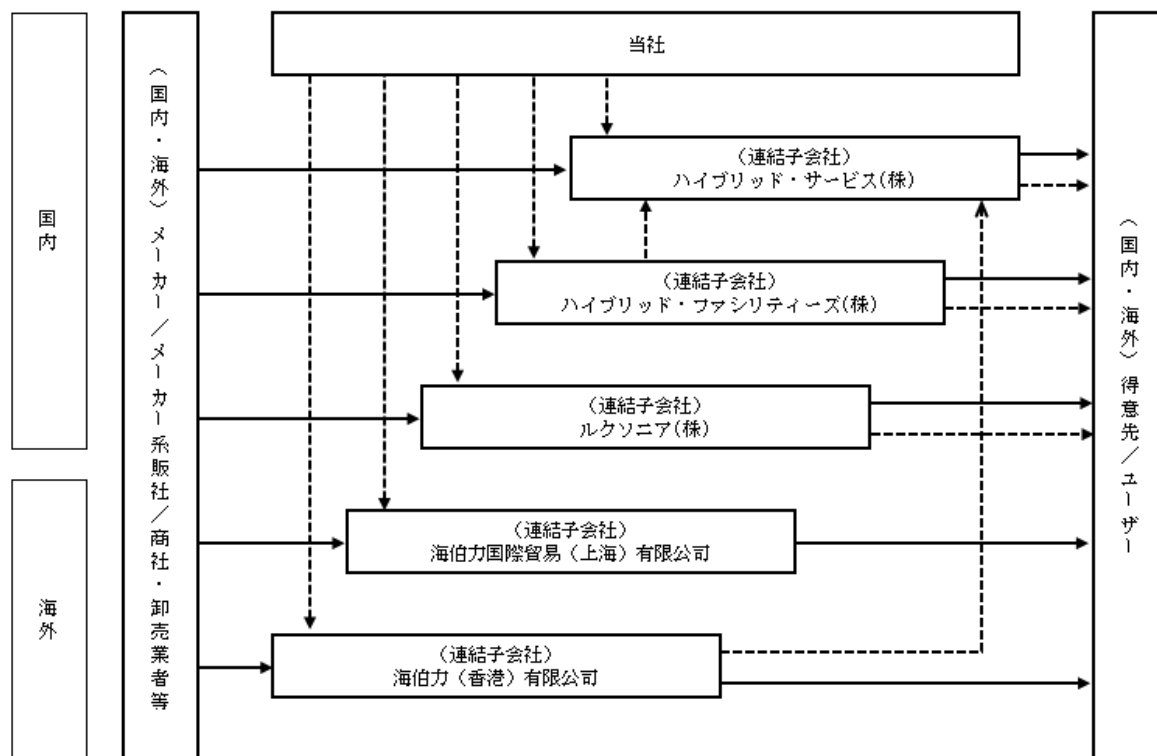 国内
海外
（国内・海外）メーカー／メーカー系販社／商社・卸売業者等
当社
（連結子会社）
ハイブリッド・サービス(株)
（連結子会社）
ハイブリッド・ファシリティーズ(株)
（連結子会社）
ルクソニア(株)
（連結子会社）
海伯力国際貿易（上海）有限公司
（連結子会社）
海伯力（香港）有限公司
（国内・海外）得意先／ユーザー